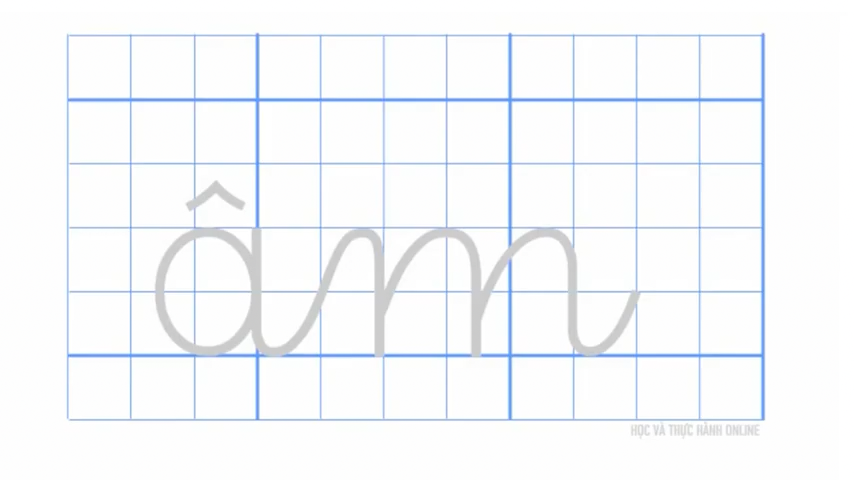 âm
HỌC VÀ THỰC HÀNH ONLINE